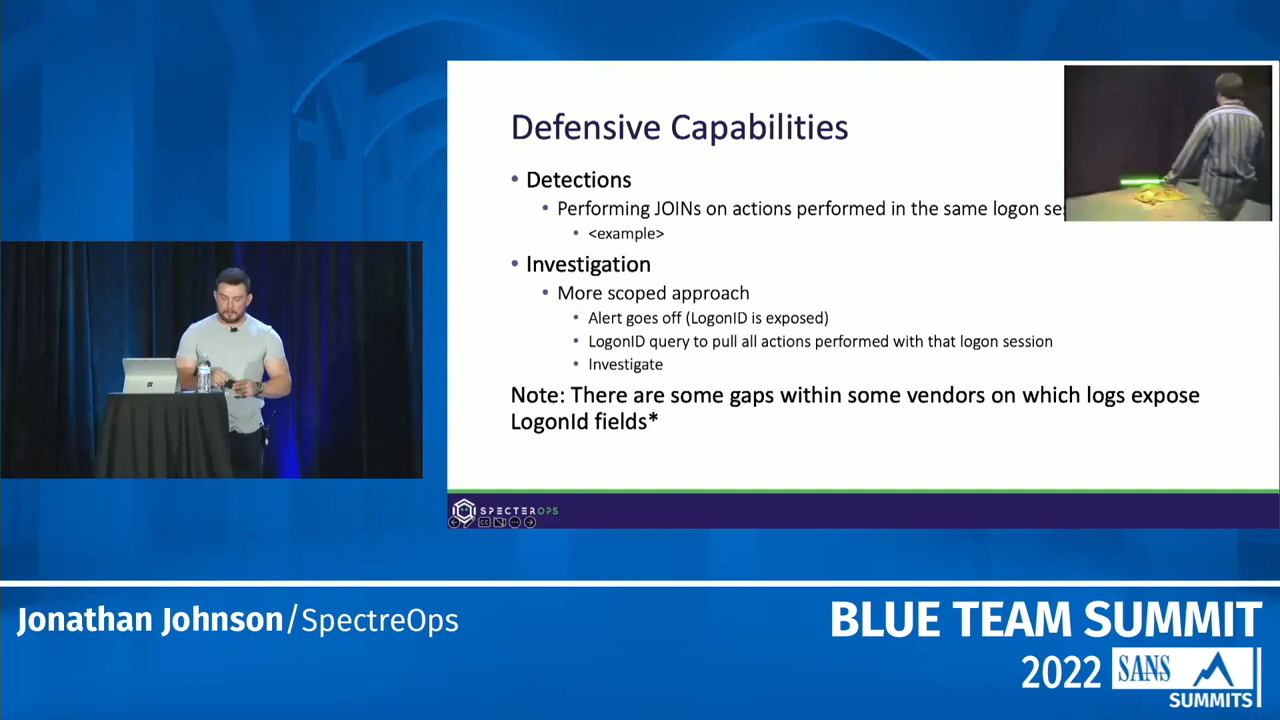 Defensive Capabilities
• Detections
• Performing JOINs on actions performed in the same logon se
• <example>
• Investigation
• More scoped approach
• Alert goes off (LogonID is exposed)
• LogonID query to pull all actions performed with that logon session
• Investigate
Note: There are some gaps within some vendors on which logs expose
LogonId fields*
SPECTEROPS
CC
Jonathan Johnson/SpectreOps
BLUE TEAM SUMMIT
2022 SANS
SUMMITS